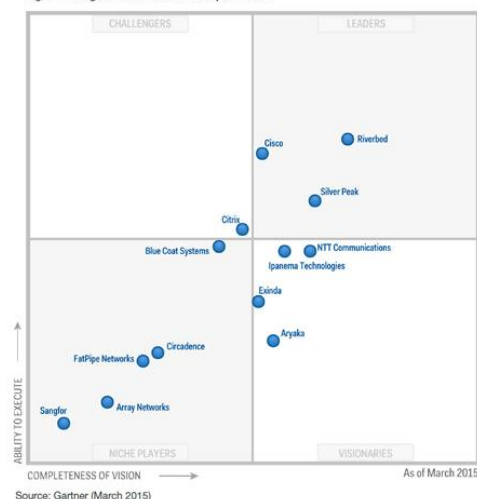 CHALLENGERS
LEADERS
Cisco
Riverbed
Silver Peak
Citrix
Blue Coat Systems
NTT Communications
Ipanema Technologies
Exinda
Aryaka
Circadence
FatPipe Networks
Array Networks
Sangfor
NICHE PLAYERS
VISIONARIES
ABILITY TO EXECUTE
COMPLETENESS OF VISION
As of March 2015
Source: Gartner (March 2015)